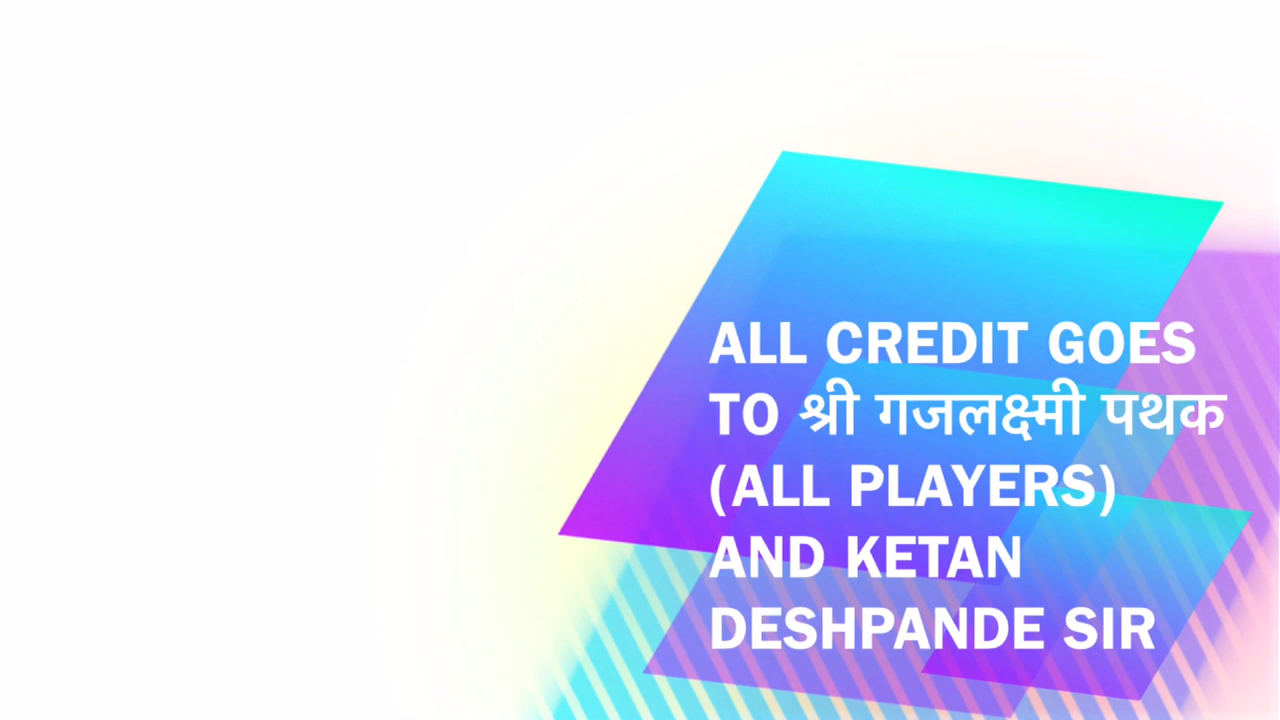 ALL CREDIT GOES
TO श्री गजलक्ष्मी पथक
(ALL PLAYERS)
AND KETAN
DESHPANDE SIR